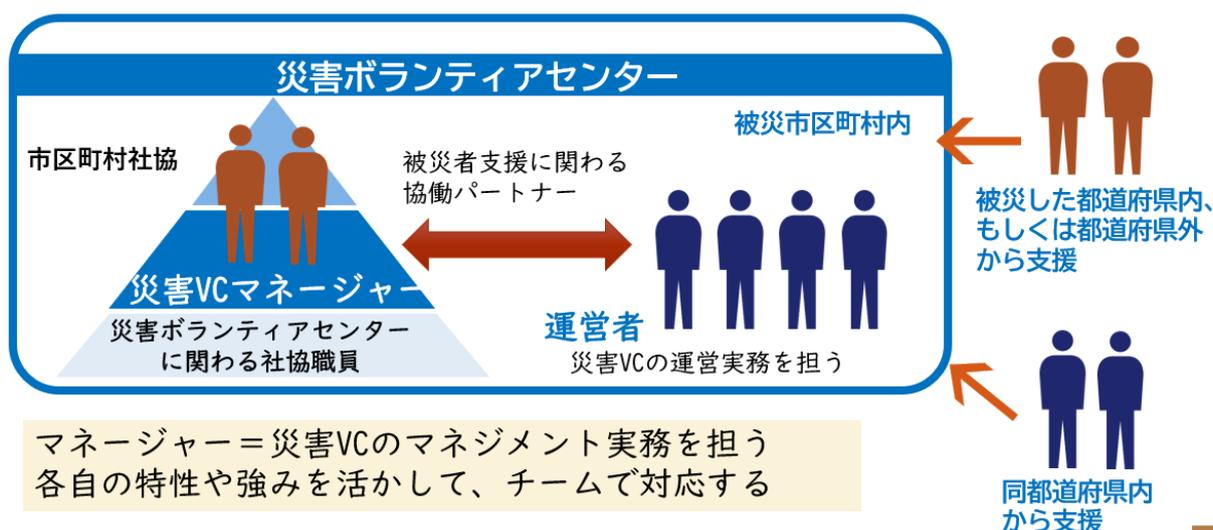 災害ボランティアセンター
市区町村社協
被災者支援に関わる
協働パートナー
被災市区町村内
災害VCマネージャー
災害ボランティアセンター
に関わる社協職員
運営者
災害VCの運営実務を担う
被災した都道府県内、
もしくは都道府県外
から支援
同都道府県内
から支援
マネージャー＝災害VCのマネジメント実務を担う
各自の特性や強みを活かして、チームで対応する